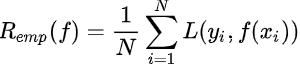 $R_{emp}(f) = \frac{1}{N} \sum_{i=1}^{N} L(y_i, f(x_i))$